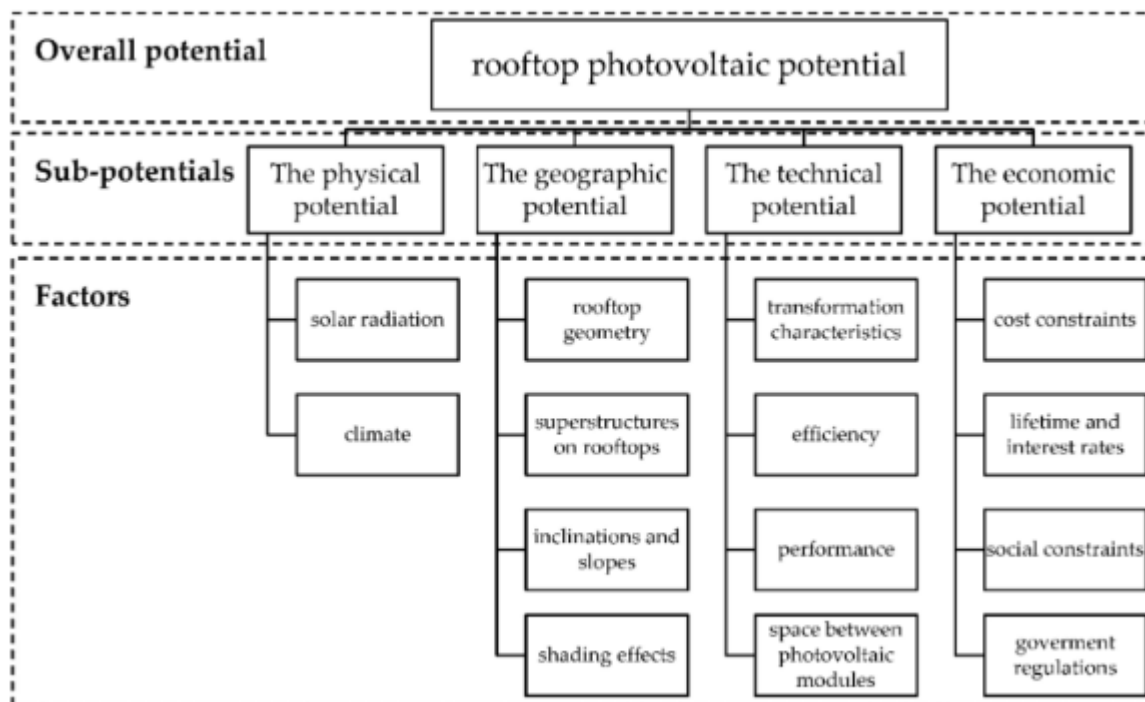 Overall potential
rooftop photovoltaic potential
Sub-potentials
The physical
potential
The geographic
potential
The technical
potential
The economic
potential
Factors
solar radiation
climate
rooftop
geometry
superstructures
on rooftops
inclinations and
slopes
shading effects
transformation
characteristics
efficiency
performance
space between
photovoltaic
modules
cost constraints
lifetime and
interest rates
social constraints
goverment
regulations